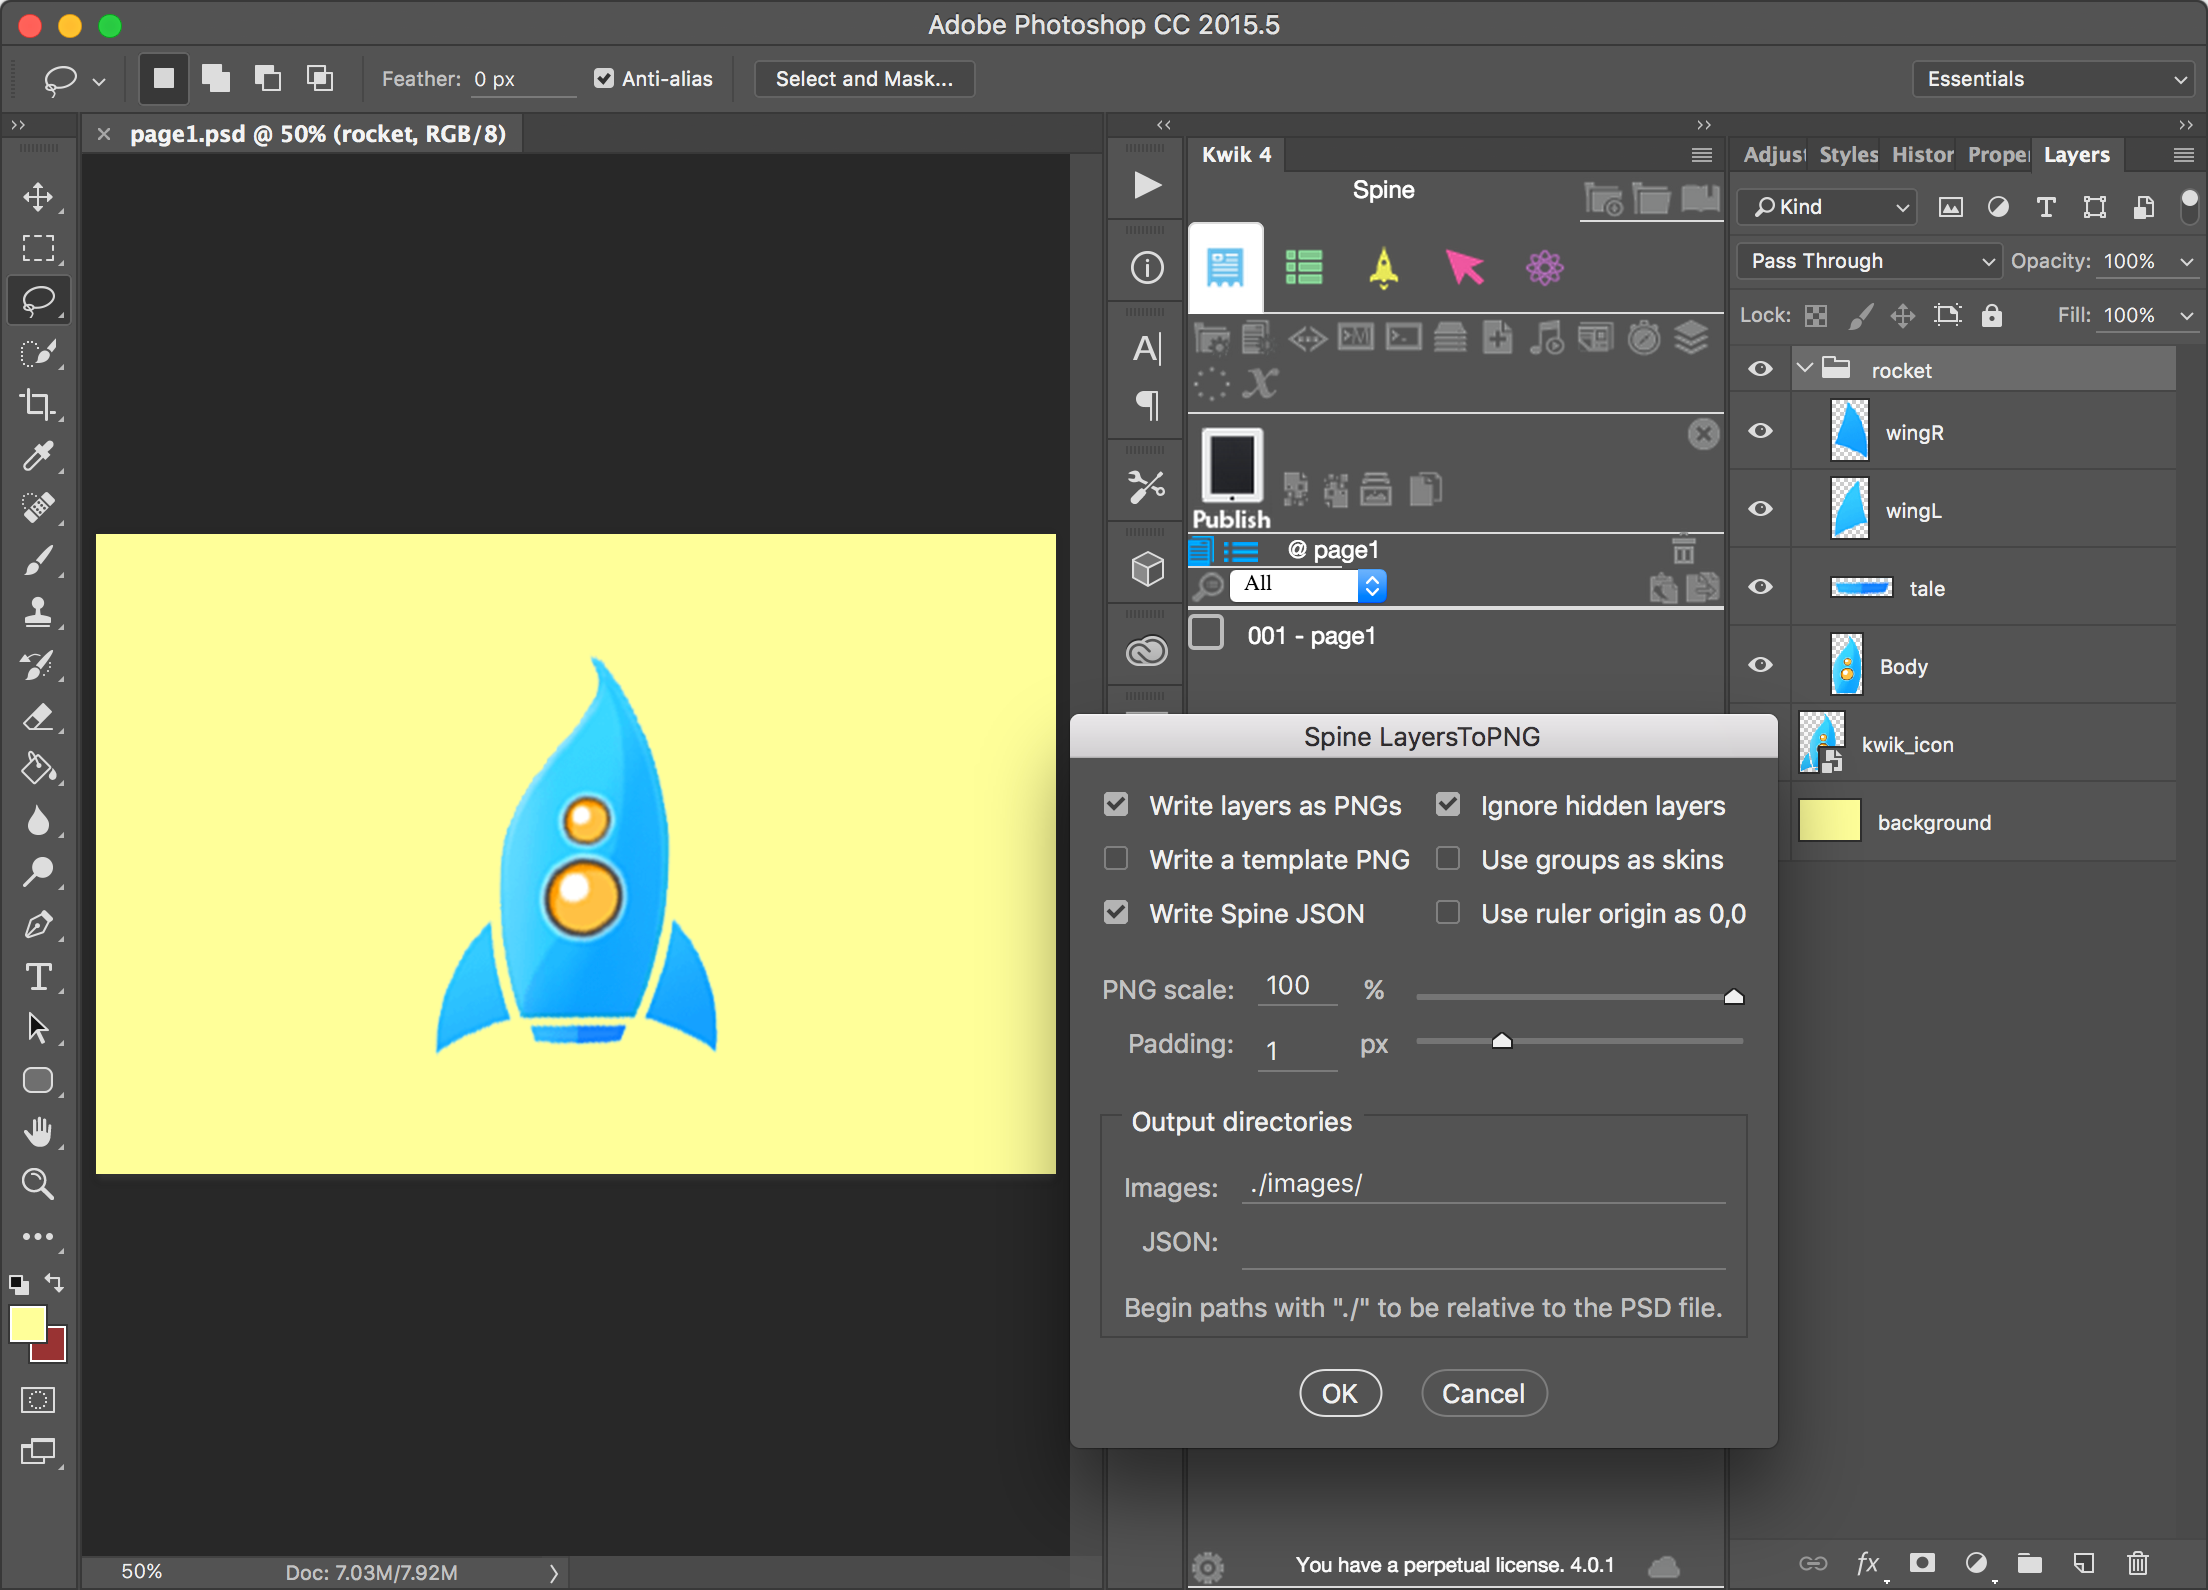 Adobe Photoshop CC 2015.5
Feather: 0 px Anti-alias Select and Mask... Essentials
page1.psd @ 50% (rocket, RGB/8)
Kwik 4
Spine
Publish
@ page1
All
001 - page1
Adjust Styles Histor Proper Layers
Kind
Pass Through Opacity: 100%
Lock: Fill: 100%
rocket
wingR
wingL
tale
Body
kwik_icon
background
Spine LayersToPNG
Write layers as PNGs Ignore hidden layers
Write a template PNG Use groups as skins
Write Spine JSON Use ruler origin as 0,0
PNG scale: 100 %
Padding: 1 px
Output directories
Images: ./images/
JSON:
Begin paths with "./" to be relative to the PSD file.
OK Cancel
50% Doc: 7.03M/7.92M
You have a perpetual license. 4.0.1
fx